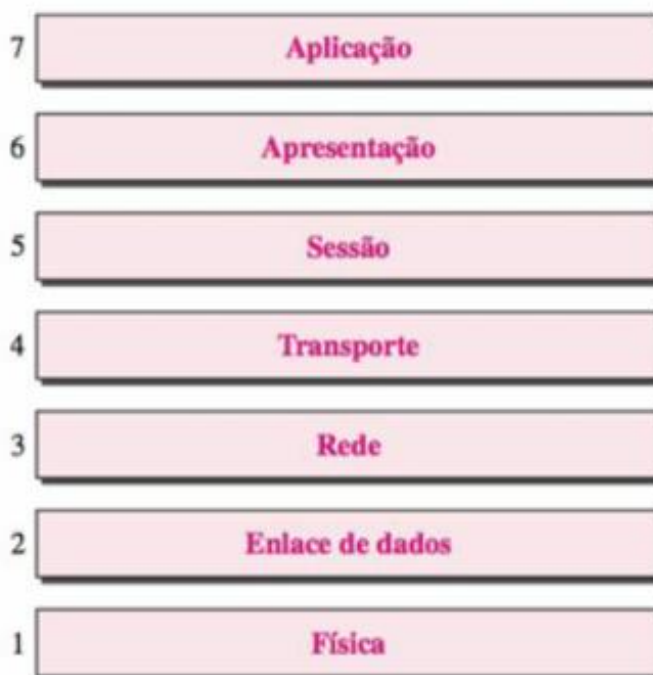 7 Aplicação
6 Apresentação
5 Sessão
4 Transporte
3 Rede
2 Enlace de dados
1 Física